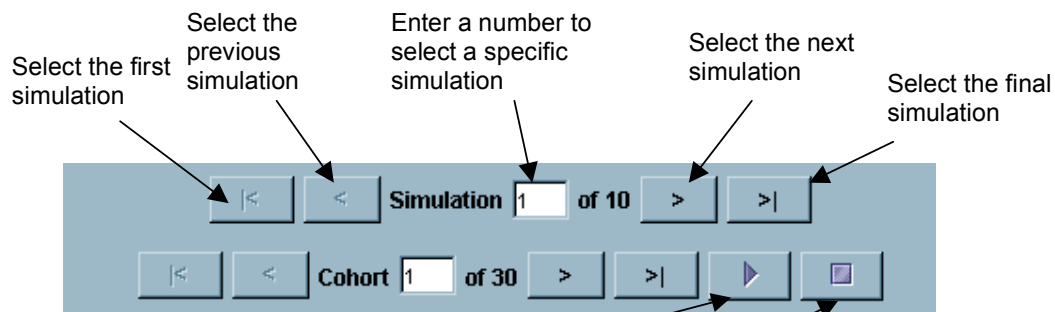 Select the first
simulation
Select the
previous
simulation
Enter a number to
select a specific
simulation
Select the next
simulation
Select the final
simulation
|< < Simulation 1 of 10 > >|
|< < Cohort 1 of 30 > >|